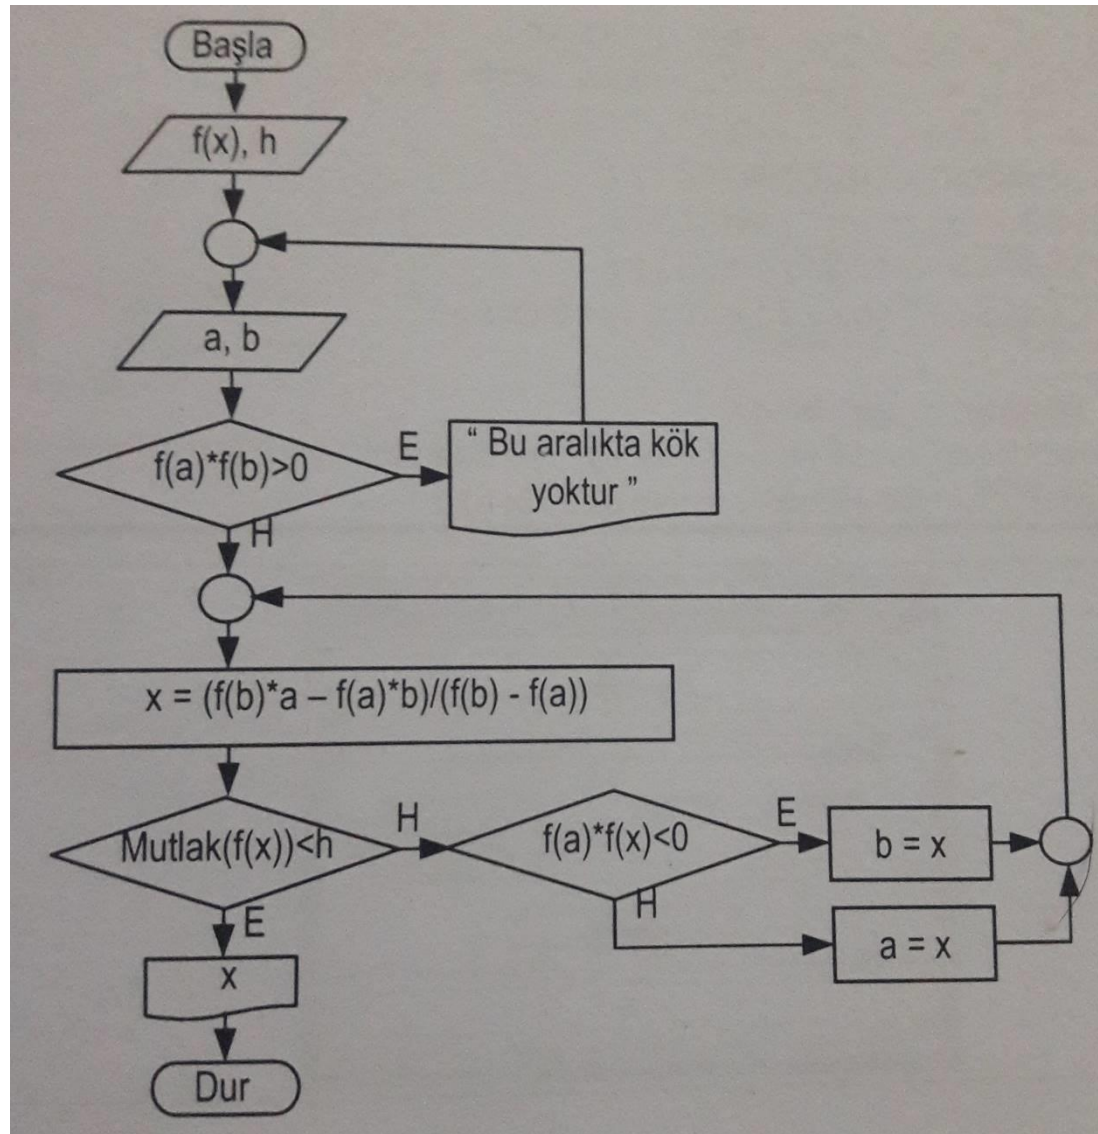 Başla
f(x), h
a, b
f(a)*f(b)>0
E
“ Bu aralıkta kök
yoktur ”
H
x = (f(b)*a – f(a)*b)/(f(b) - f(a))
Mutlak(f(x))<h
H
f(a)*f(x)<0
E
b = x
H
a = x
E
x
Dur